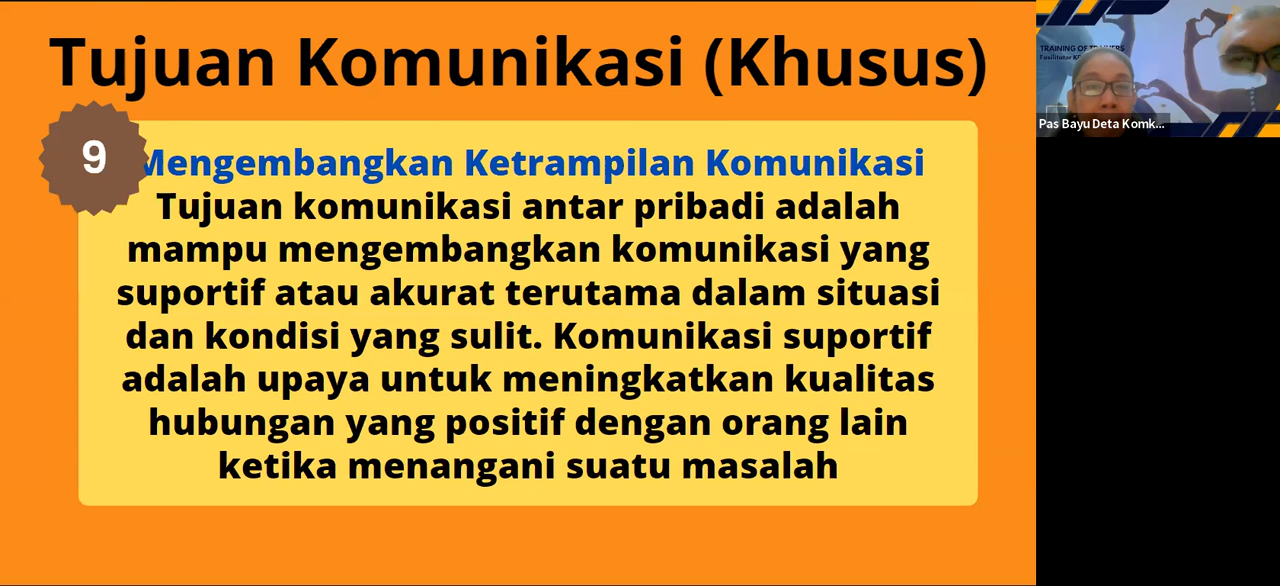 Tujuan Komunikasi (Khusus)
9
Mengembangkan Ketrampilan Komunikasi
Tujuan komunikasi antar pribadi adalah
mampu mengembangkan komunikasi yang
suportif atau akurat terutama dalam situasi
dan kondisi yang sulit. Komunikasi suportif
adalah upaya untuk meningkatkan kualitas
hubungan yang positif dengan orang lain
ketika menangani suatu masalah
TRAINING OF TRAINERS
Fasilitator
Pas Bayu Deta Komk...